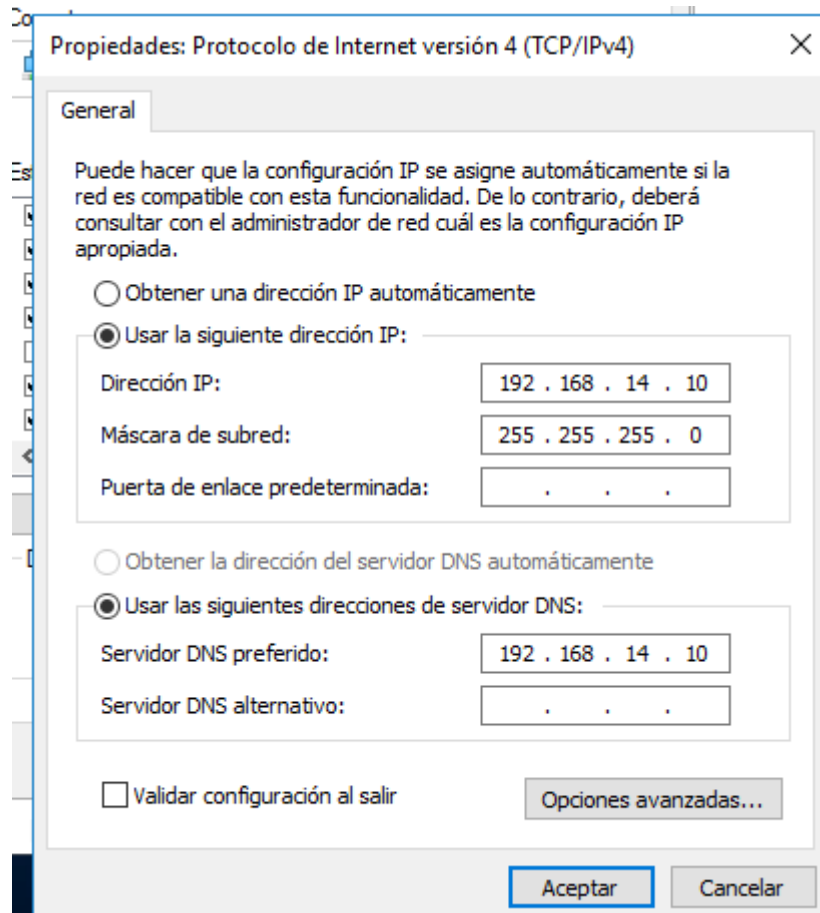 Propiedades: Protocolo de Internet versión 4 (TCP/IPv4)
General
Puede hacer que la configuración IP se asigne automáticamente si la
red es compatible con esta funcionalidad. De lo contrario, deberá
consultar con el administrador de red cuál es la configuración IP
apropiada.
Obtener una dirección IP automáticamente
Usar la siguiente dirección IP:
Dirección IP: 192 . 168 . 14 . 10
Máscara de subred: 255 . 255 . 255 . 0
Puerta de enlace predeterminada: . . .
Obtener la dirección del servidor DNS automáticamente
Usar las siguientes direcciones de servidor DNS:
Servidor DNS preferido: 192 . 168 . 14 . 10
Servidor DNS alternativo: . . .
Validar configuración al salir
Opciones avanzadas...
Aceptar Cancelar